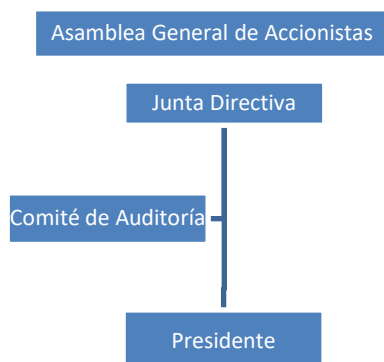 Asamblea General de Accionistas
Junta Directiva
Comité de Auditoría
Presidente